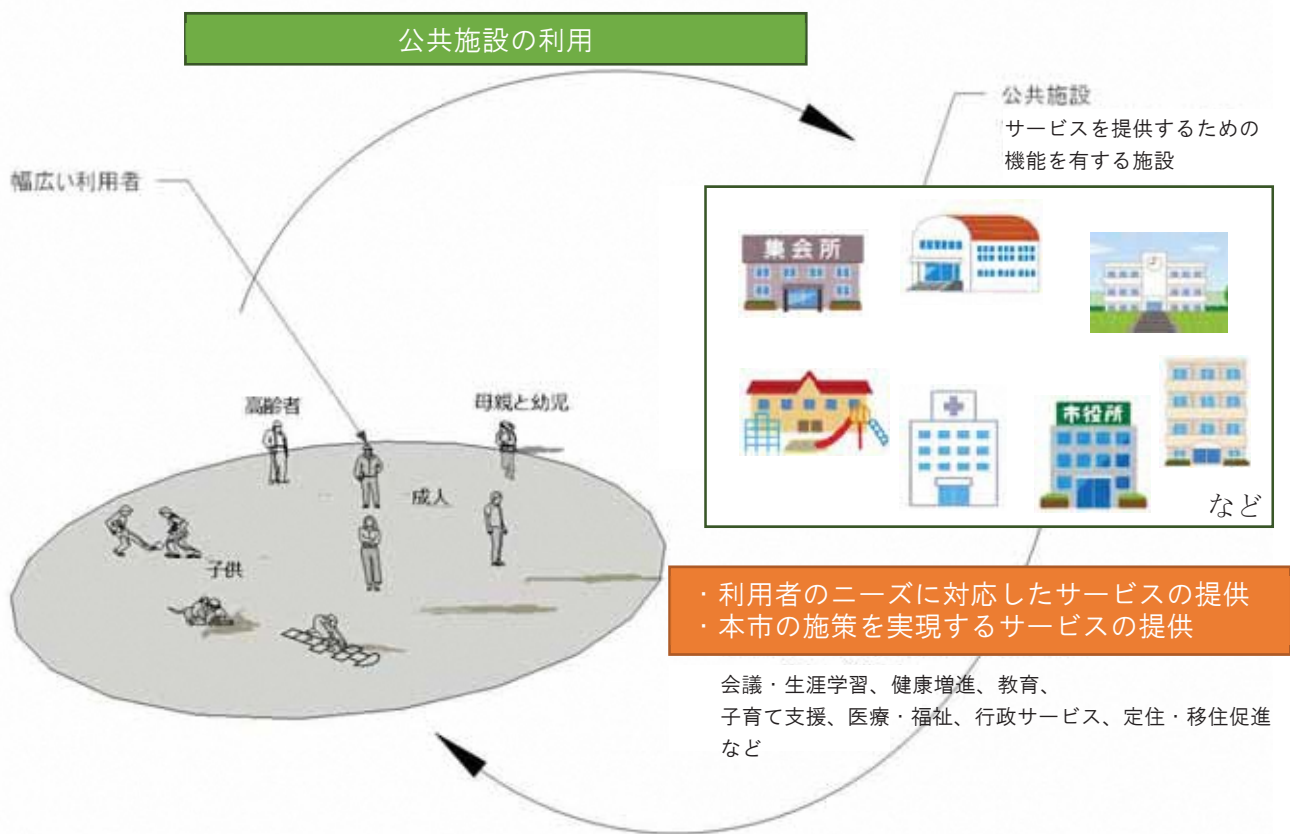 公共施設の利用
公共施設
サービスを提供するための
機能を有する施設
幅広い利用者
集会所
市役所
など
高齢者
母親と幼児
成人
子供
・利用者のニーズに対応したサービスの提供
・本市の施策を実現するサービスの提供
会議・生涯学習、健康増進、教育、
子育て支援、医療・福祉、行政サービス、定住・移住促進
など